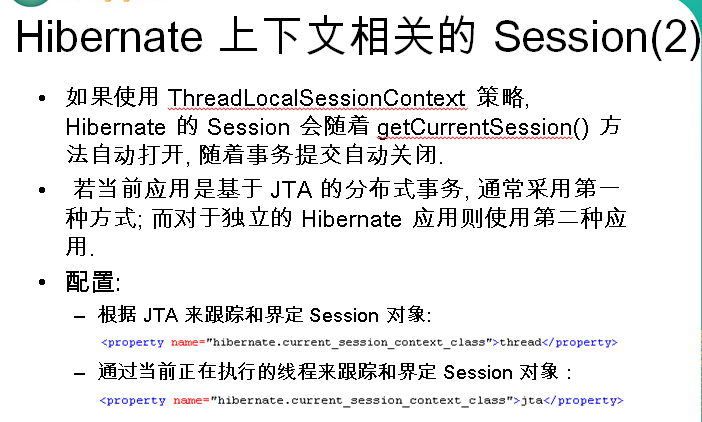 Hibernate 上下文相关的 Session(2)
• 如果使用 ThreadLocalSessionContext 策略,
Hibernate 的 Session 会随着 getCurrentSession() 方
法自动打开, 随着事务提交自动关闭.
• 若当前应用是基于 JTA 的分布式事务, 通常采用第一
种方式; 而对于独立的 Hibernate 应用则使用第二种应
用.
• 配置:
– 根据 JTA 来跟踪和界定 Session 对象:
<property name="hibernate.current_session_context_class">thread</property>
– 通过当前正在执行的线程来跟踪和界定 Session 对象 :
<property name="hibernate.current_session_context_class">jta</property>